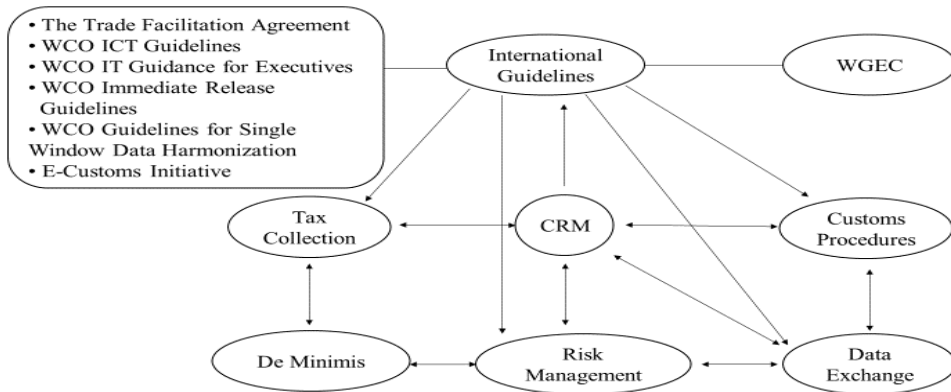 • The Trade Facilitation Agreement
• WCO ICT Guidelines
• WCO IT Guidance for Executives
• WCO Immediate Release
Guidelines
• WCO Guidelines for Single
Window Data Harmonization
• E-Customs Initiative
International
Guidelines
WGEC
Tax
Collection
CRM
Customs
Procedures
De Minimis
Risk
Management
Data
Exchange